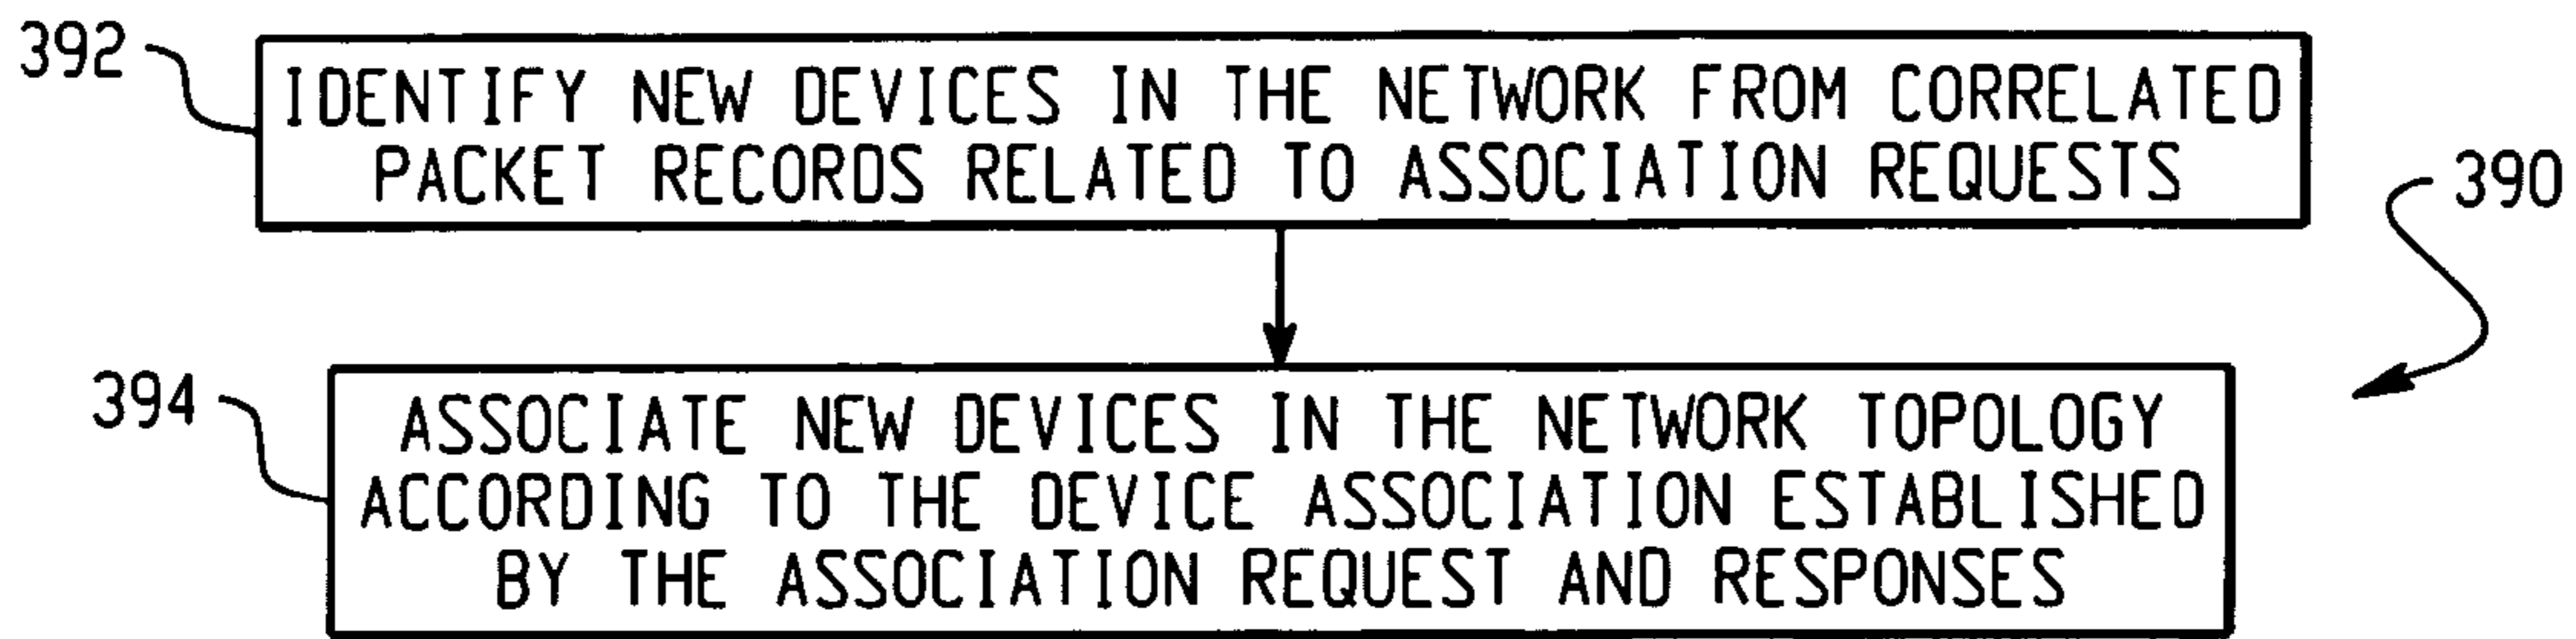 392
IDENTIFY NEW DEVICES IN THE NETWORK FROM CORRELATED
PACKET RECORDS RELATED TO ASSOCIATION REQUESTS
390
394
ASSOCIATE NEW DEVICES IN THE NETWORK TOPOLOGY
ACCORDING TO THE DEVICE ASSOCIATION ESTABLISHED
BY THE ASSOCIATION REQUEST AND RESPONSES